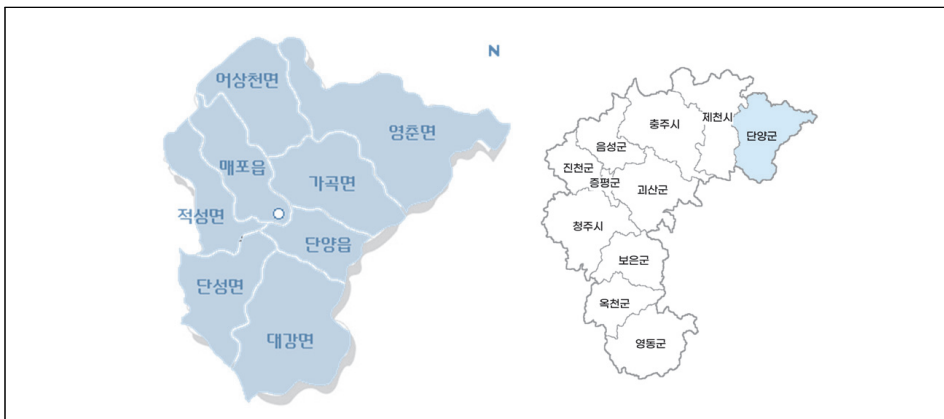 N
어상천면
영춘면
매포읍
가곡면
적성면
단양읍
단성면
대강면
충주시
제천시
단양군
음성군
진천군
증평군
괴산군
청주시
보은군
옥천군
영동군